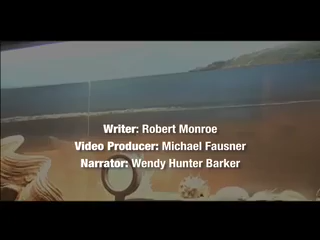 Writer: Robert Monroe
Video Producer: Michael Fausner
Narrator: Wendy Hunter Barker